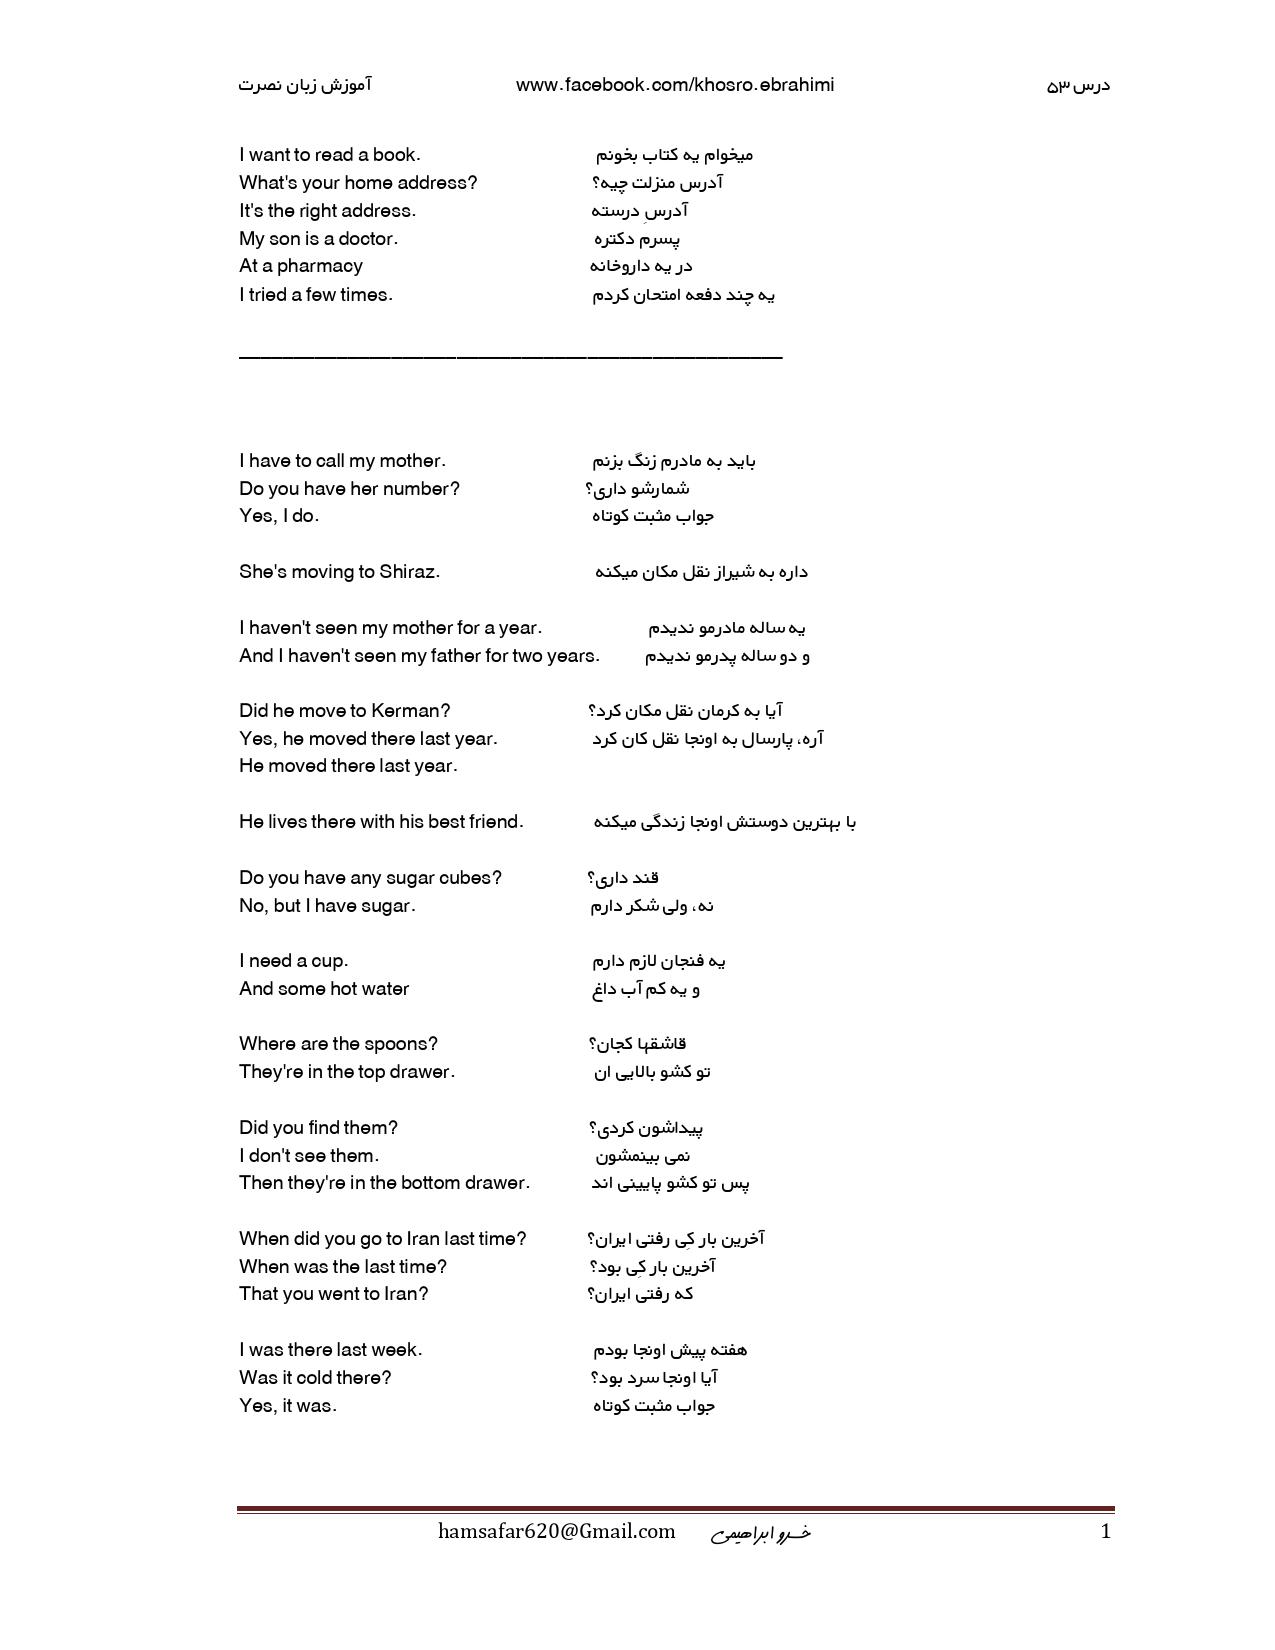 آموزش زبان نصرت www.facebook.com/khosro.ebrahimi درس ۵۳
I want to read a book. میخوام یه کتاب بخونم
What's your home address? آدرس منزلت چیه؟
It's the right address. آدرسِ درسته
My son is a doctor. پسرم دکتره
At a pharmacy در یه داروخانه
I tried a few times. یه چند دفعه امتحان کردم
I have to call my mother. باید به مادرم زنگ بزنم
Do you have her number? شمارشو داری؟
Yes, I do. جواب مثبت کوتاه
She's moving to Shiraz. داره به شیراز نقل مکان میکنه
I haven't seen my mother for a year. یه ساله مادرمو ندیدم
And I haven't seen my father for two years. و دو ساله پدرمو ندیدم
Did he move to Kerman? آیا به کرمان نقل مکان کرد؟
Yes, he moved there last year. آره، پارسال به اونجا نقل کان کرد
He moved there last year.
He lives there with his best friend. با بهترین دوستش اونجا زندگی میکنه
Do you have any sugar cubes? قند داری؟
No, but I have sugar. نه، ولی شکر دارم
I need a cup. یه فنجان لازم دارم
And some hot water و یه کم آب داغ
Where are the spoons? قاشقها کجان؟
They're in the top drawer. تو کشو بالایی ان
Did you find them? پیداشون کردی؟
I don't see them. نمی بینمشون
Then they're in the bottom drawer. پس تو کشو پایینی اند
When did you go to Iran last time? آخرین بار کِی رفتی ایران؟
When was the last time? آخرین بار کِی بود؟
That you went to Iran? که رفتی ایران؟
I was there last week. هفته پیش اونجا بودم
Was it cold there? آیا اونجا سرد بود؟
Yes, it was. جواب مثبت کوتاه
hamsafar620@Gmail.com خسرو ابراهیمی 1